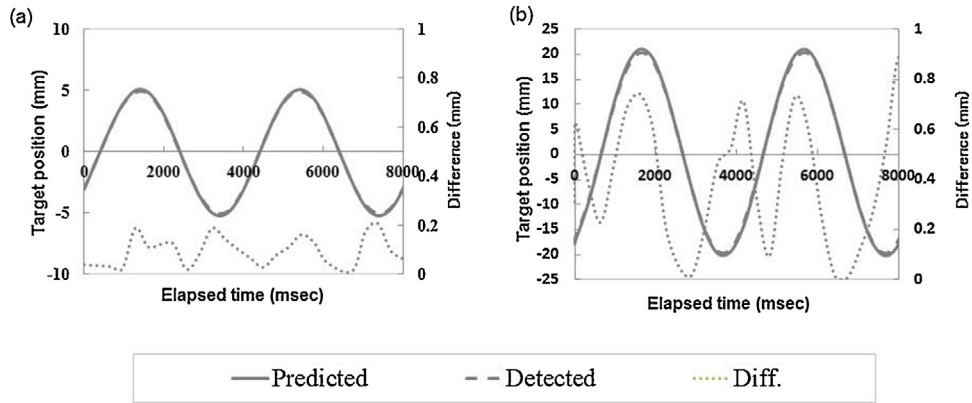 (a)
10
5
0
-5
-10
Target position (mm)
0 2000 4000 6000 8000
1
0.8
0.6
0.4
0.2
0
Difference (mm)
Elapsed time (msec)
(b)
25
20
15
10
5
0
-5
-10
-15
-20
-25
Target position (mm)
0 2000 4000 6000 8000
1
0.8
0.6
0.4
0.2
0
Difference (mm)
Elapsed time (msec)
Predicted Detected Diff.